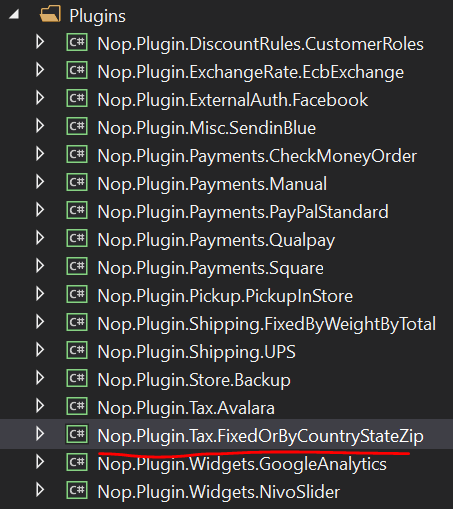 Plugins
C# Nop.Plugin.DiscountRules.CustomerRoles
C# Nop.Plugin.ExchangeRate.EcbExchange
C# Nop.Plugin.ExternalAuth.Facebook
C# Nop.Plugin.Misc.SendinBlue
C# Nop.Plugin.Payments.CheckMoneyOrder
C# Nop.Plugin.Payments.Manual
C# Nop.Plugin.Payments.PayPalStandard
C# Nop.Plugin.Payments.Qualpay
C# Nop.Plugin.Payments.Square
C# Nop.Plugin.Pickup.PickupInStore
C# Nop.Plugin.Shipping.FixedByWeightByTotal
C# Nop.Plugin.Shipping.UPS
C# Nop.Plugin.Store.Backup
C# Nop.Plugin.Tax.Avalara
C# Nop.Plugin.Tax.FixedOrByCountryStateZip
C# Nop.Plugin.Widgets.GoogleAnalytics
C# Nop.Plugin.Widgets.NivoSlider